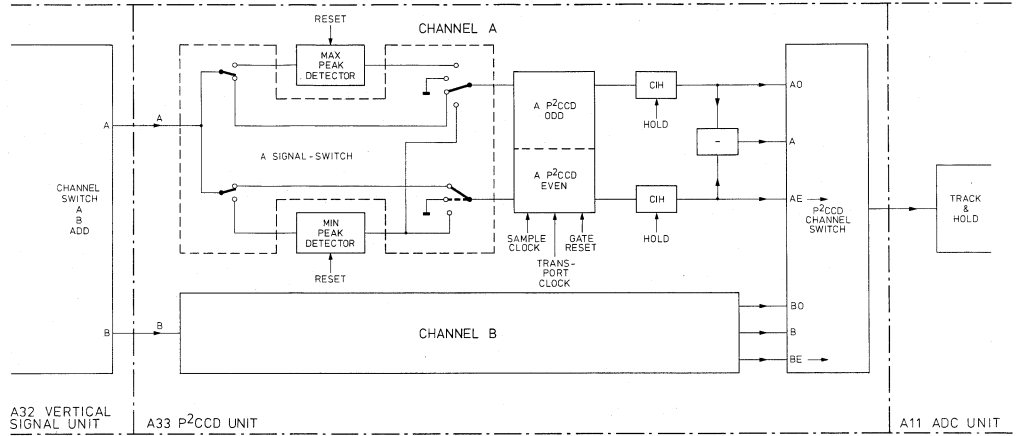 RESET
CHANNEL A
MAX
PEAK
DETECTOR
A P²CCD
ODD
CIH
HOLD
AO
A
A
A SIGNAL-SWITCH
-
A
CHANNEL
SWITCH
A
B
ADD
A P²CCD
EVEN
CIH
HOLD
AE
P²CCD
CHANNEL
SWITCH
TRACK
&
HOLD
MIN
PEAK
DETECTOR
RESET
SAMPLE
CLOCK
TRANS-
PORT
CLOCK
GATE
RESET
B
B
CHANNEL B
BO
B
BE
A32 VERTICAL
SIGNAL UNIT
A33 P²CCD UNIT
A11 ADC UNIT